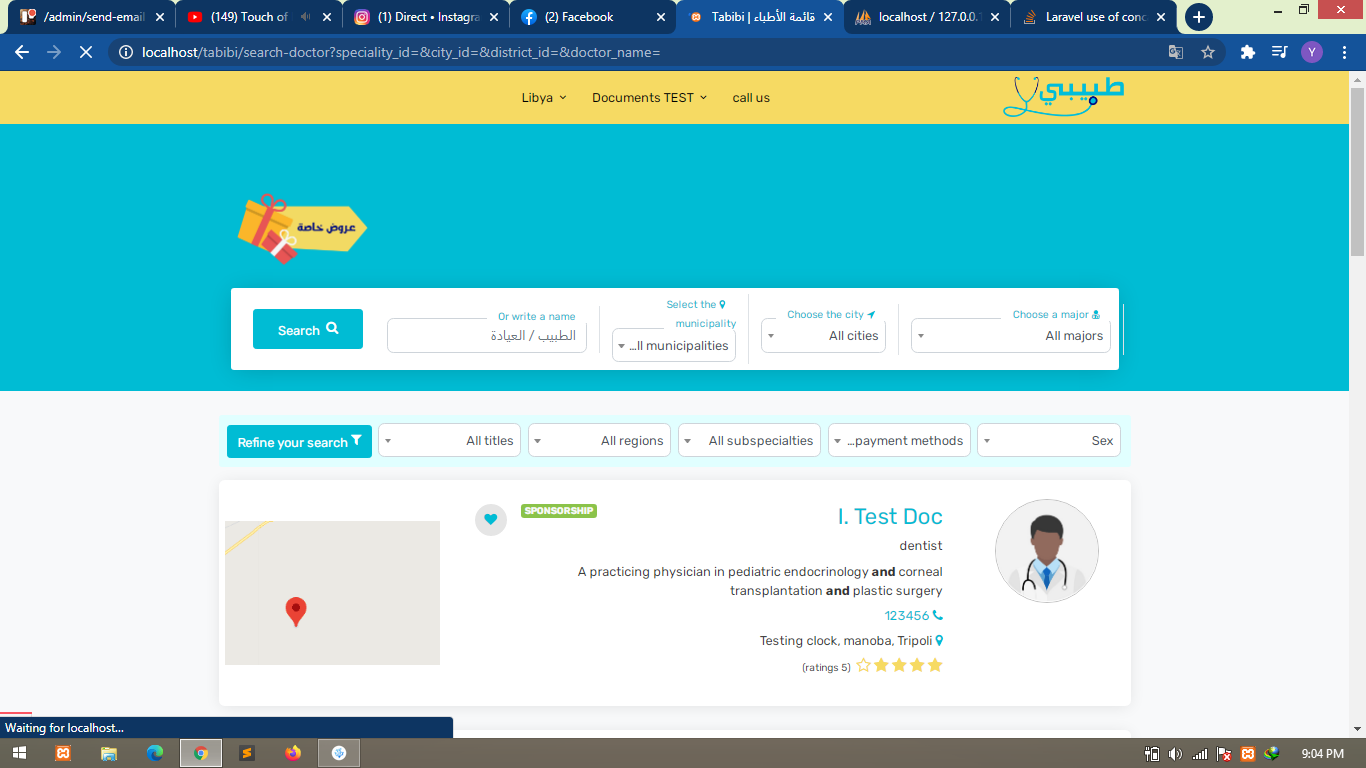 /admin/send-email
(149) Touch of
(1) Direct • Instagra
(2) Facebook
Tabibi | قائمة الأطباء
localhost / 127.0.0.1
Laravel use of conc
localhost/tabibi/search-doctor?speciality_id=&city_id=&district_id=&doctor_name=
Y
Libya
Documents TEST
call us
طبيبي
عروض خاصة
Search
Or write a name
الطبيب / العيادة
Select the
municipality
...ll municipalities
Choose the city
All cities
Choose a major
All majors
Refine your search
All titles
All regions
All subspecialties
...payment methods
Sex
SPONSORSHIP
I. Test Doc
dentist
A practicing physician in pediatric endocrinology and corneal
transplantation and plastic surgery
123456
Testing clock, manoba, Tripoli
(ratings 5)
Waiting for localhost...
9:04 PM